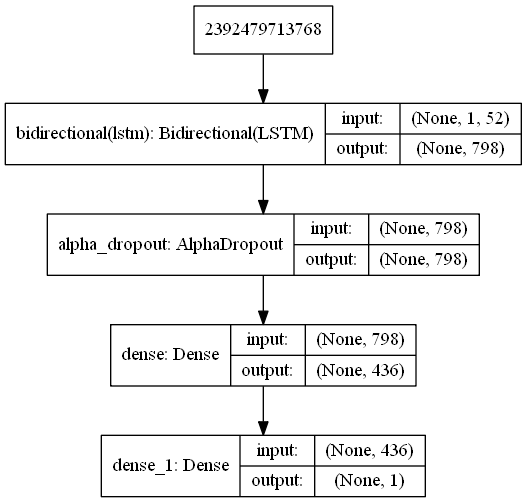 2392479713768
bidirectional(lstm): Bidirectional(LSTM)
input: (None, 1, 52)
output: (None, 798)
alpha_dropout: AlphaDropout
input: (None, 798)
output: (None, 798)
dense: Dense
input: (None, 798)
output: (None, 436)
dense_1: Dense
input: (None, 436)
output: (None, 1)